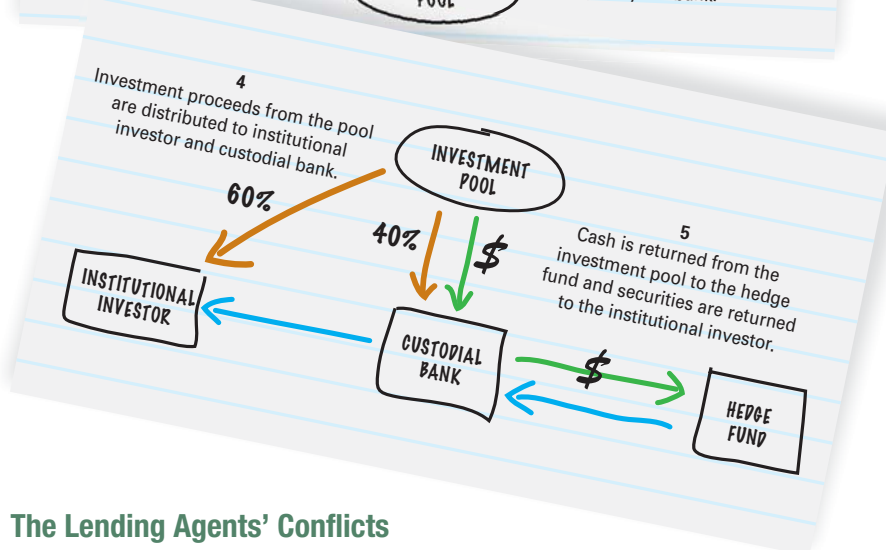 4
Investment proceeds from the pool
are distributed to institutional
investor and custodial bank.
INVESTMENT
POOL
60%
40%
$
5
Cash is returned from the
investment pool to the hedge
fund and securities are returned
to the institutional investor.
INSTITUTIONAL
INVESTOR
CUSTODIAL
BANK
$
HEDGE
FUND
The Lending Agents’ Conflicts